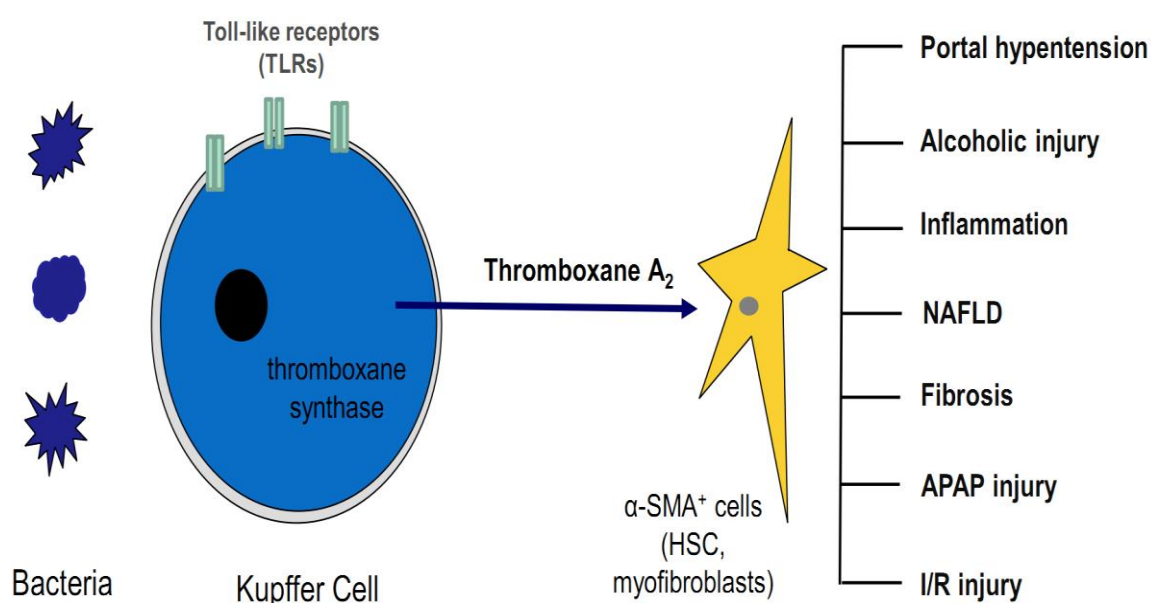 Toll-like receptors
(TLRs)
Bacteria
thromboxane
synthase
Kupffer Cell
Thromboxane A₂
α-SMA⁺ cells
(HSC,
myofibroblasts)
Portal hypentension
Alcoholic injury
Inflammation
NAFLD
Fibrosis
APAP injury
I/R injury